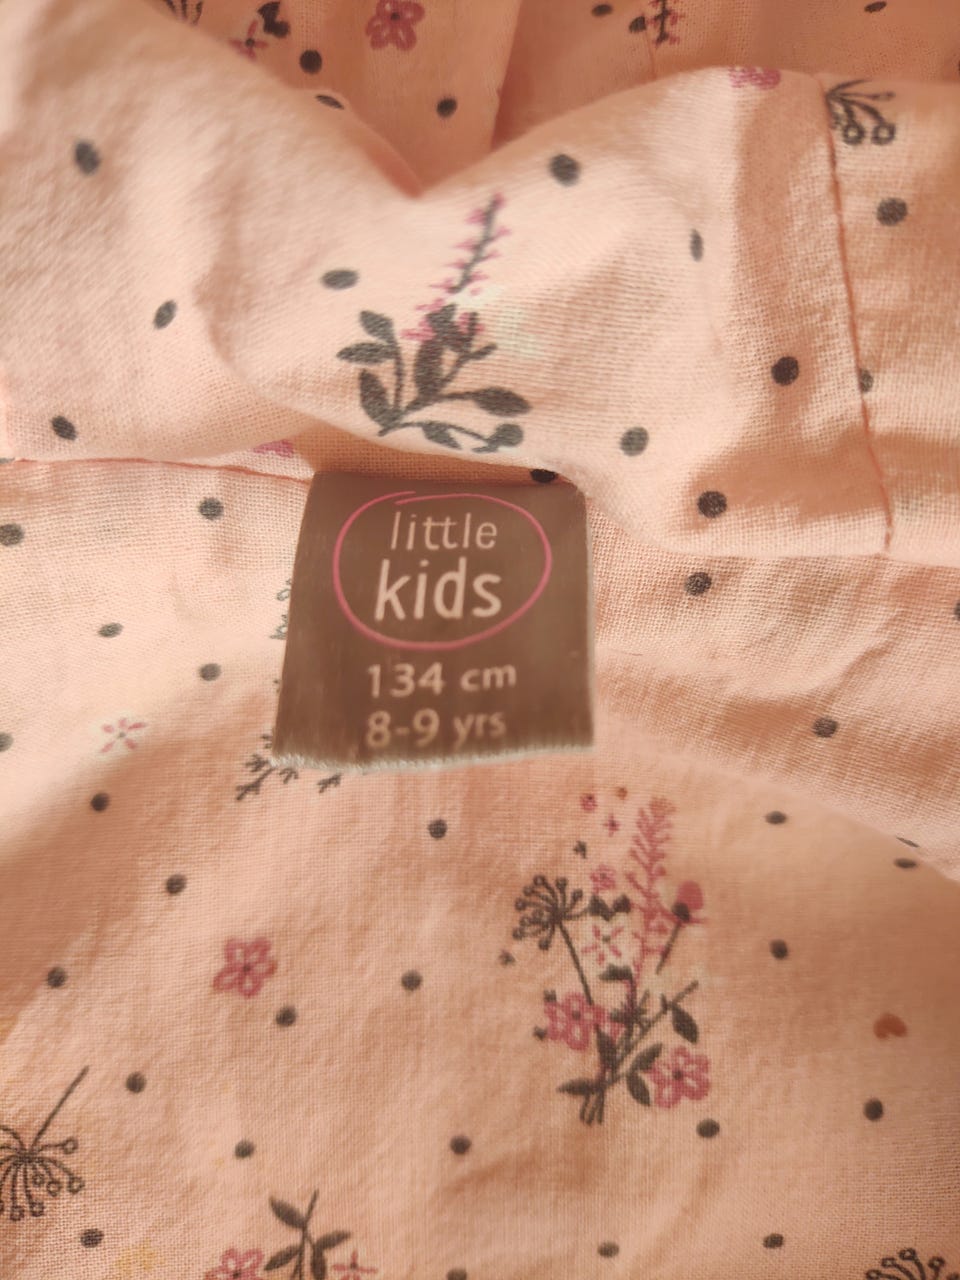 little
kids
134 cm
8-9 yrs